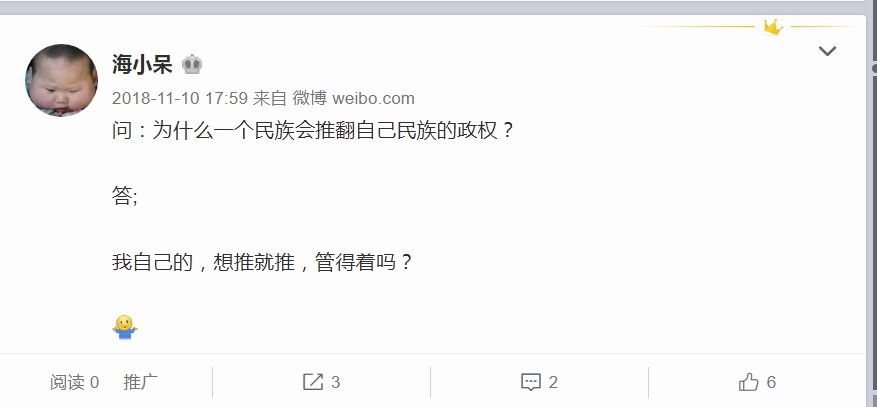 海小呆
2018-11-10 17:59 来自 微博 weibo.com
问：为什么一个民族会推翻自己民族的政权？
答;
我自己的，想推就推，管得着吗？
阅读 0 推广 3 2 6